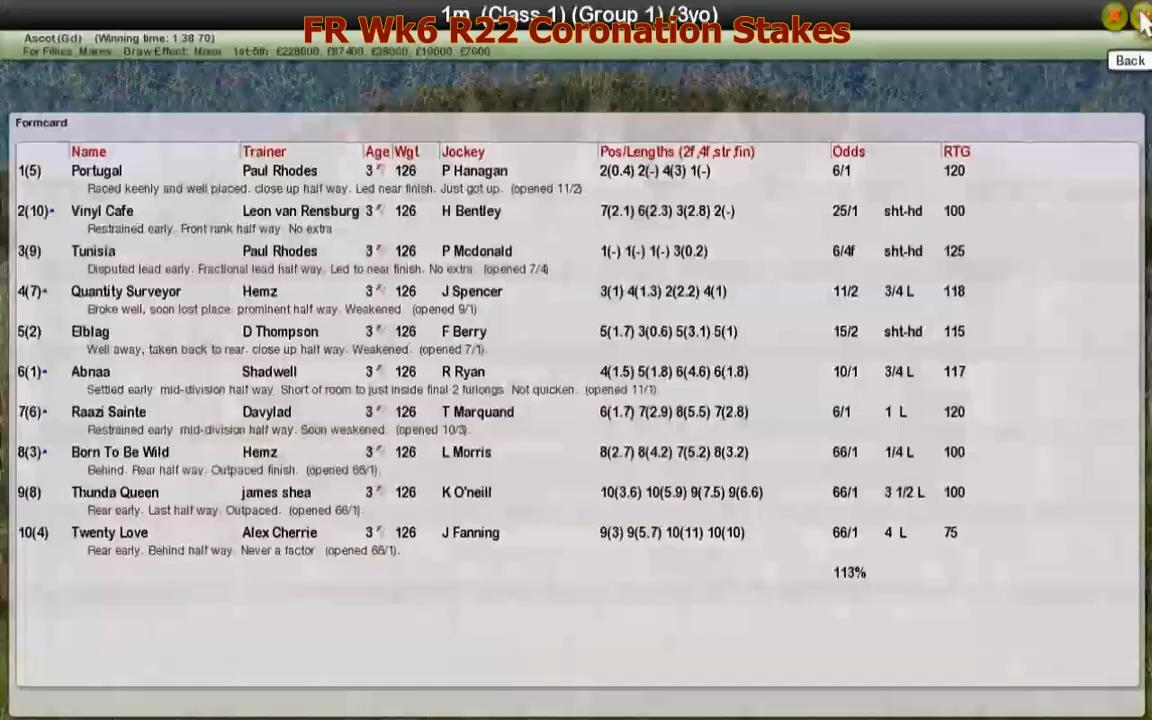 1m (Class 1) (Group 1) (3yo)
FR Wk6 R22 Coronation Stakes
Ascot(Gd) (Winning time: 1:38.70)
For Fillies, Mares Draw Effect: Minor 1st-5th £228000, £87400, £38000, £19000, £7600
Back
Formcard
Name Trainer Age Wgt Jockey Pos/Lengths (2f,4f,str,fin) Odds RTG
1(5) Portugal Paul Rhodes 3 126 P Hanagan 2(0.4) 2(-) 4(3) 1(-) 6/1 120
Raced keenly and well placed. close up half way. Led near finish. Just got up. (opened 11/2)
2(10) Vinyl Cafe Leon van Rensburg 3 126 H Bentley 7(2.1) 6(2.3) 3(2.8) 2(-) 25/1 sht-hd 100
Restrained early. Front rank half way. No extra
3(9) Tunisia Paul Rhodes 3 126 P Mcdonald 1(-) 1(-) 1(-) 3(0.2) 6/4f sht-hd 125
Disputed lead early. Fractional lead half way. Led to near finish. No extra. (opened 7/4)
4(7) Quantity Surveyor Hemz 3 126 J Spencer 3(1) 4(1.3) 2(2.2) 4(1) 11/2 3/4 L 118
Broke well, soon lost place. prominent half way. Weakened. (opened 9/1)
5(2) Elblag D Thompson 3 126 F Berry 5(1.7) 3(0.6) 5(3.1) 5(1) 15/2 sht-hd 115
Well away, taken back to rear. close up half way. Weakened. (opened 7/1).
6(1) Abnaa Shadwell 3 126 R Ryan 4(1.5) 5(1.8) 6(4.6) 6(1.8) 10/1 3/4 L 117
Settled early mid-division half way. Short of room to just inside final 2 furlongs Not quicken. (opened 11/1)
7(6) Raazi Sainte Davylad 3 126 T Marquand 6(1.7) 7(2.9) 8(5.5) 7(2.8) 6/1 1 L 120
Restrained early mid-division half way. Soon weakened. (opened 10/3).
8(3) Born To Be Wild Hemz 3 126 L Morris 8(2.7) 8(4.2) 7(5.2) 8(3.2) 66/1 1/4 L 100
Behind. Rear half way. Outpaced finish. (opened 66/1).
9(8) Thunda Queen james shea 3 126 K O'neill 10(3.6) 10(5.9) 9(7.5) 9(6.6) 66/1 3 1/2 L 100
Rear early. Last half way. Outpaced. (opened 66/1).
10(4) Twenty Love Alex Cherrie 3 126 J Fanning 9(3) 9(5.7) 10(11) 10(10) 66/1 4 L 75
Rear early. Behind half way. Never a factor (opened 66/1).
113%